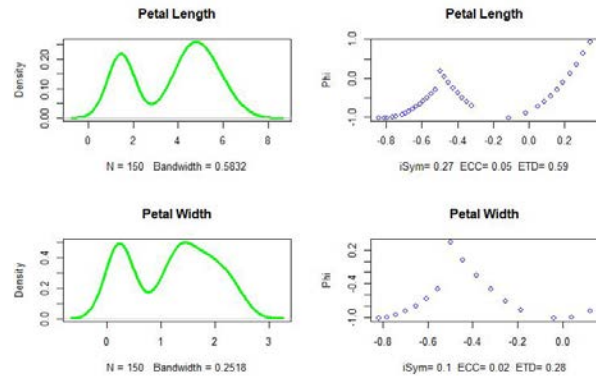 Petal Length
Density
0.00 0.10 0.20
0 2 4 6 8
N = 150 Bandwidth = 0.5832
Petal Length
Phi
-1.0 0.0 1.0
-0.8 -0.6 -0.4 -0.2 0.0 0.2
iSym= 0.27 ECC= 0.05 ETD= 0.59
Petal Width
Density
0.0 0.2 0.4
0 1 2 3
N = 150 Bandwidth = 0.2518
Petal Width
Phi
-1.0 -0.4 0.2
-0.8 -0.6 -0.4 -0.2 0.0
iSym= 0.1 ECC= 0.02 ETD= 0.28